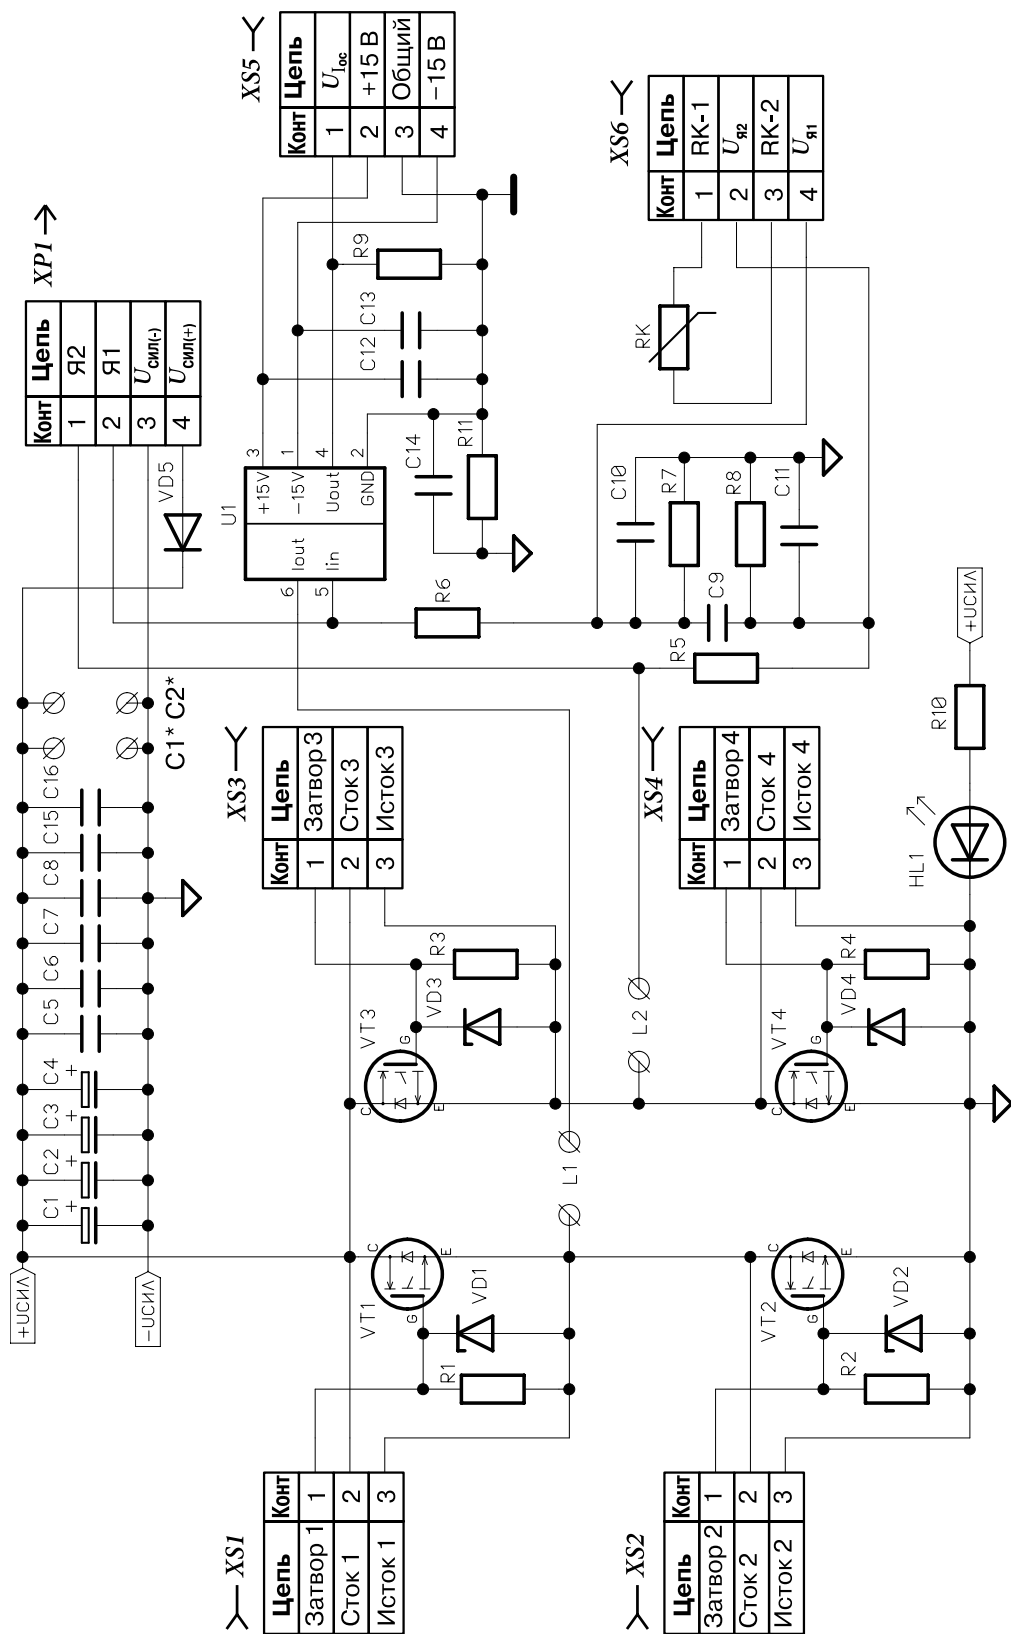 XS5
Конт Цепь
1 U_Iос
2 +15 В
3 Общий
4 −15 В
XP1
Конт Цепь
1 Я2
2 Я1
3 U_СИЛ(-)
4 U_СИЛ(+)
XS6
Конт Цепь
1 RK-1
2 U_Я2
3 RK-2
4 U_Я1
VD5
U1
3 +15V
1 −15V
4 Uout
2 GND
6 Iout
5 Iin
C12
C13
R9
C14
R11
RK
R6
C10
R7
R8
C11
C9
R5
+UСИЛ
R10
HL1
C1* C2*
+UСИЛ
−UСИЛ
C1 +
C2 +
C3 +
C4 +
C5
C6
C7
C8
C15
C16
XS3
Конт Цепь
1 Затвор 3
2 Сток 3
3 Исток 3
XS4
Конт Цепь
1 Затвор 4
2 Сток 4
3 Исток 4
VT3
C
G
E
VD3
R3
VT4
C
G
E
VD4
R4
L2
L1
VT1
C
G
E
VD1
R1
VT2
C
G
E
VD2
R2
XS1
Цепь Конт
Затвор 1 1
Сток 1 2
Исток 1 3
XS2
Цепь Конт
Затвор 2 1
Сток 2 2
Исток 2 3